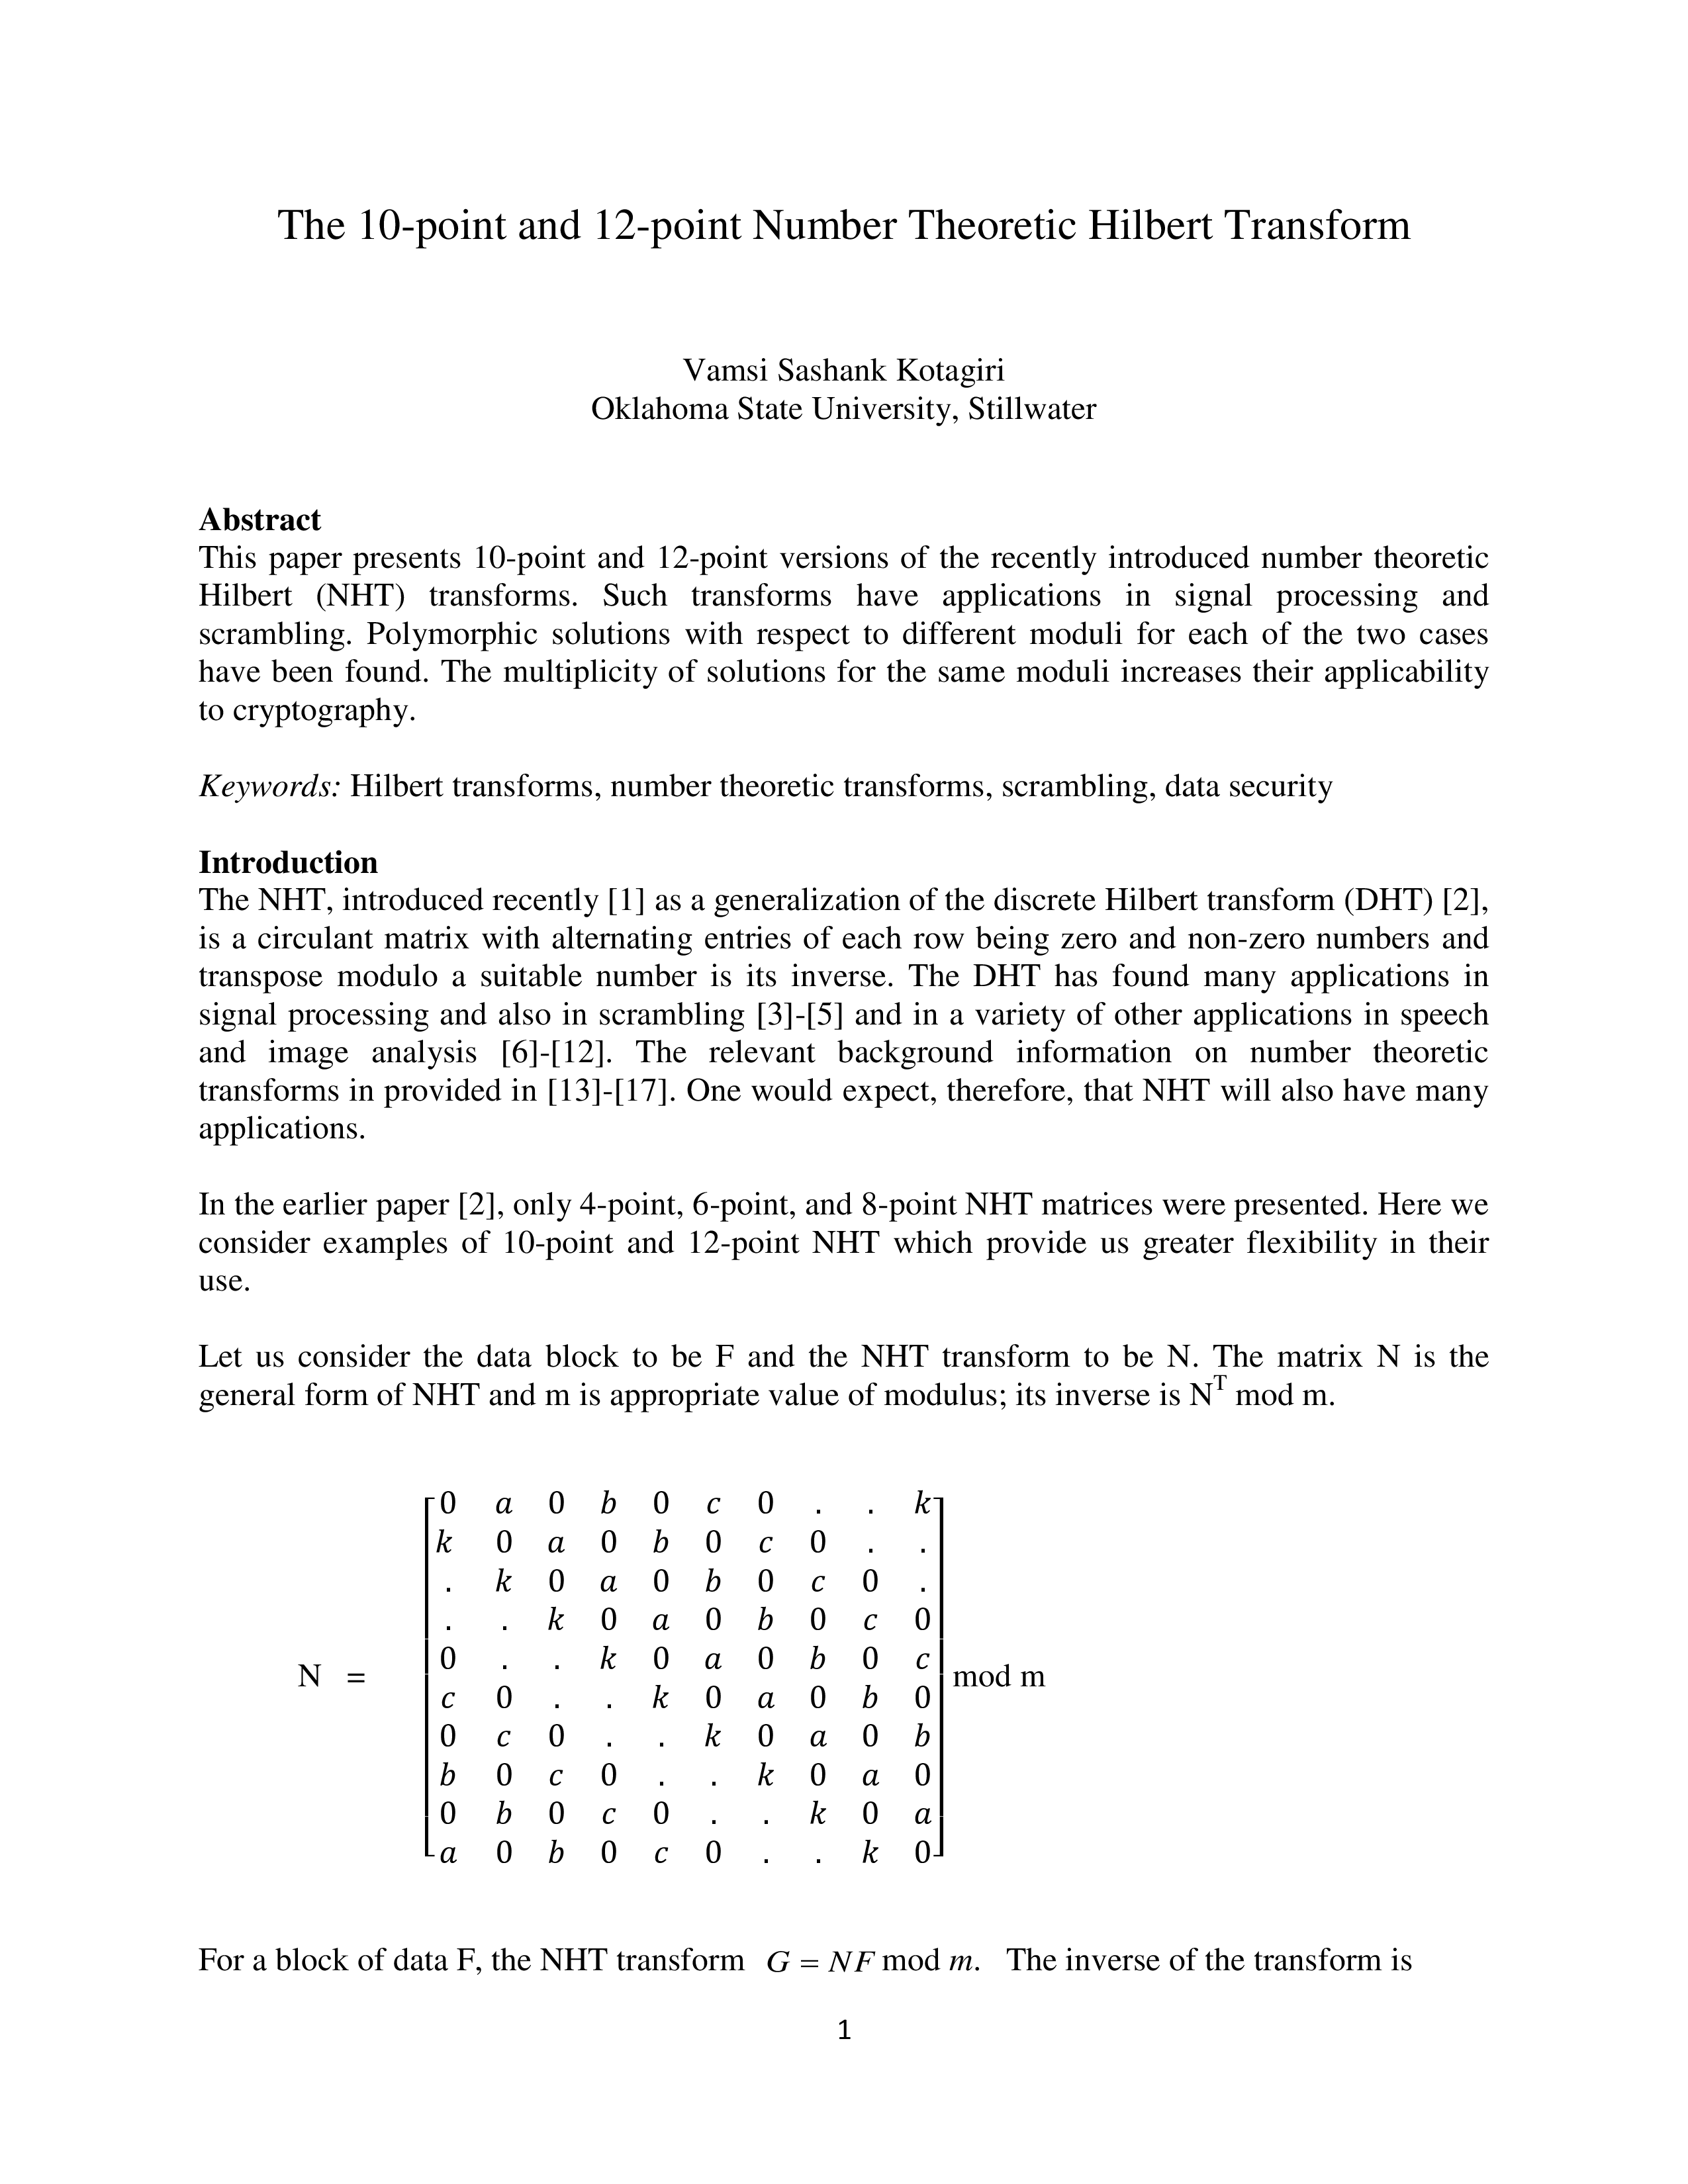 The 10-point and 12-point Number Theoretic Hilbert Transform
Vamsi Sashank Kotagiri
Oklahoma State University, Stillwater
Abstract
This paper presents 10-point and 12-point versions of the recently introduced number theoretic
Hilbert (NHT) transforms. Such transforms have applications in signal processing and
scrambling. Polymorphic solutions with respect to different moduli for each of the two cases
have been found. The multiplicity of solutions for the same moduli increases their applicability
to cryptography.
Keywords: Hilbert transforms, number theoretic transforms, scrambling, data security
Introduction
The NHT, introduced recently [1] as a generalization of the discrete Hilbert transform (DHT) [2],
is a circulant matrix with alternating entries of each row being zero and non-zero numbers and
transpose modulo a suitable number is its inverse. The DHT has found many applications in
signal processing and also in scrambling [3]-[5] and in a variety of other applications in speech
and image analysis [6]-[12]. The relevant background information on number theoretic
transforms in provided in [13]-[17]. One would expect, therefore, that NHT will also have many
applications.
In the earlier paper [2], only 4-point, 6-point, and 8-point NHT matrices were presented. Here we
consider examples of 10-point and 12-point NHT which provide us greater flexibility in their
use.
Let us consider the data block to be F and the NHT transform to be N. The matrix N is the
general form of NHT and m is appropriate value of modulus; its inverse is N^T mod m.
0 a 0 b 0 c 0 . . k
k 0 a 0 b 0 c 0 . .
. k 0 a 0 b 0 c 0 .
. . k 0 a 0 b 0 c 0
0 . . k 0 a 0 b 0 c
N = mod m
c 0 . . k 0 a 0 b 0
0 c 0 . . k 0 a 0 b
b 0 c 0 . . k 0 a 0
0 b 0 c 0 . . k 0 a
a 0 b 0 c 0 . . k 0
For a block of data F, the NHT transform G = NF mod m. The inverse of the transform is
1